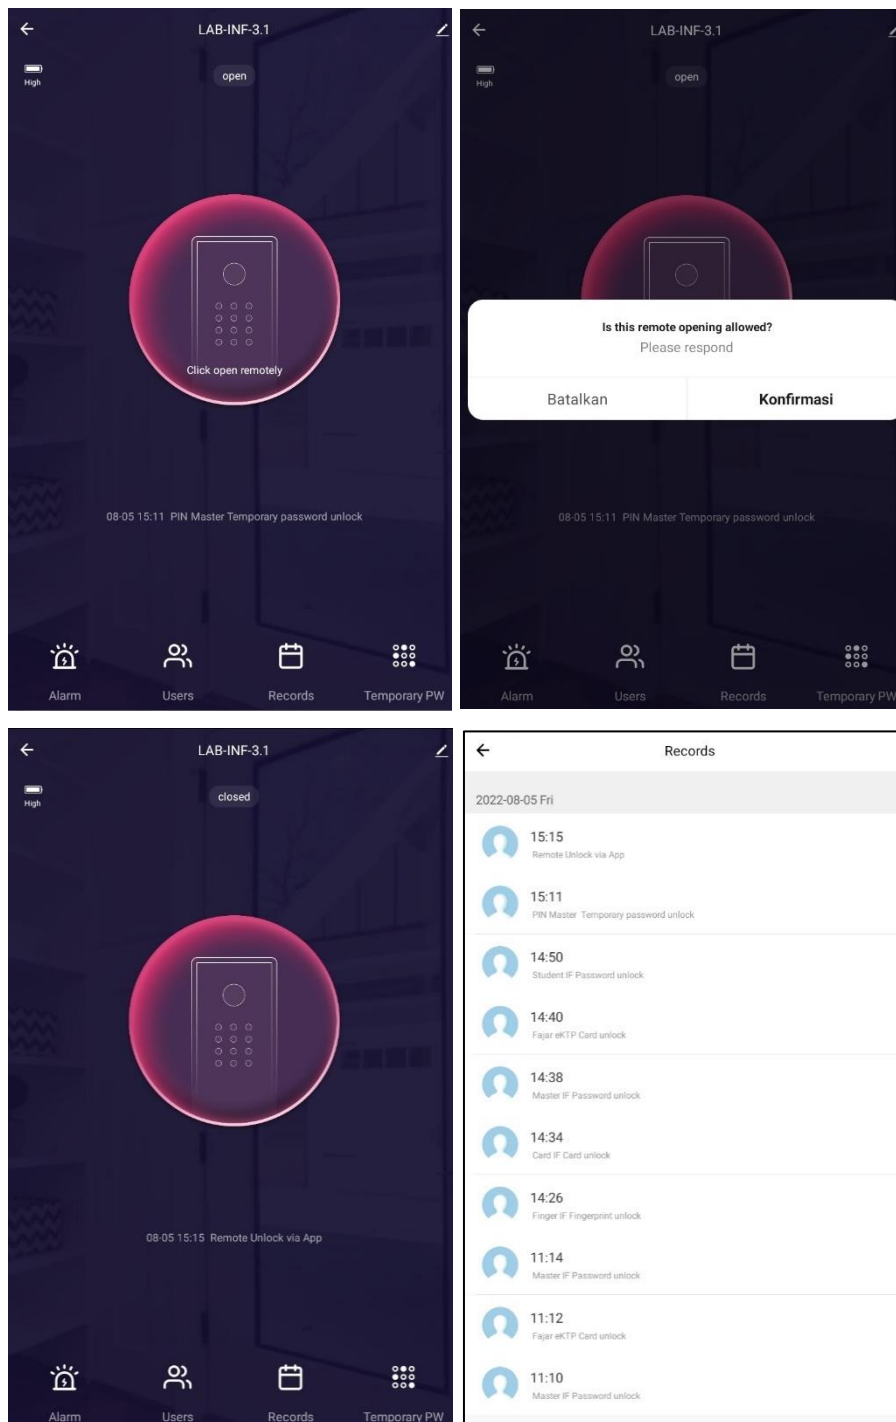 LAB-INF-3.1
High
open
Click open remotely
08-05 15:11 PIN Master Temporary password unlock
Alarm Users Records Temporary PW
LAB-INF-3.1
High
open
Is this remote opening allowed?
Please respond
Batalkan Konfirmasi
08-05 15:11 PIN Master Temporary password unlock
Alarm Users Records Temporary PW
LAB-INF-3.1
High
closed
08-05 15:15 Remote Unlock via App
Alarm Users Records Temporary PW
Records
2022-08-05 Fri
15:15
Remote Unlock via App
15:11
PIN Master Temporary password unlock
14:50
Student IF Password unlock
14:40
Fajar eKTP Card unlock
14:38
Master IF Password unlock
14:34
Card IF Card unlock
14:26
Finger IF Fingerprint unlock
11:14
Master IF Password unlock
11:12
Fajar eKTP Card unlock
11:10
Master IF Password unlock